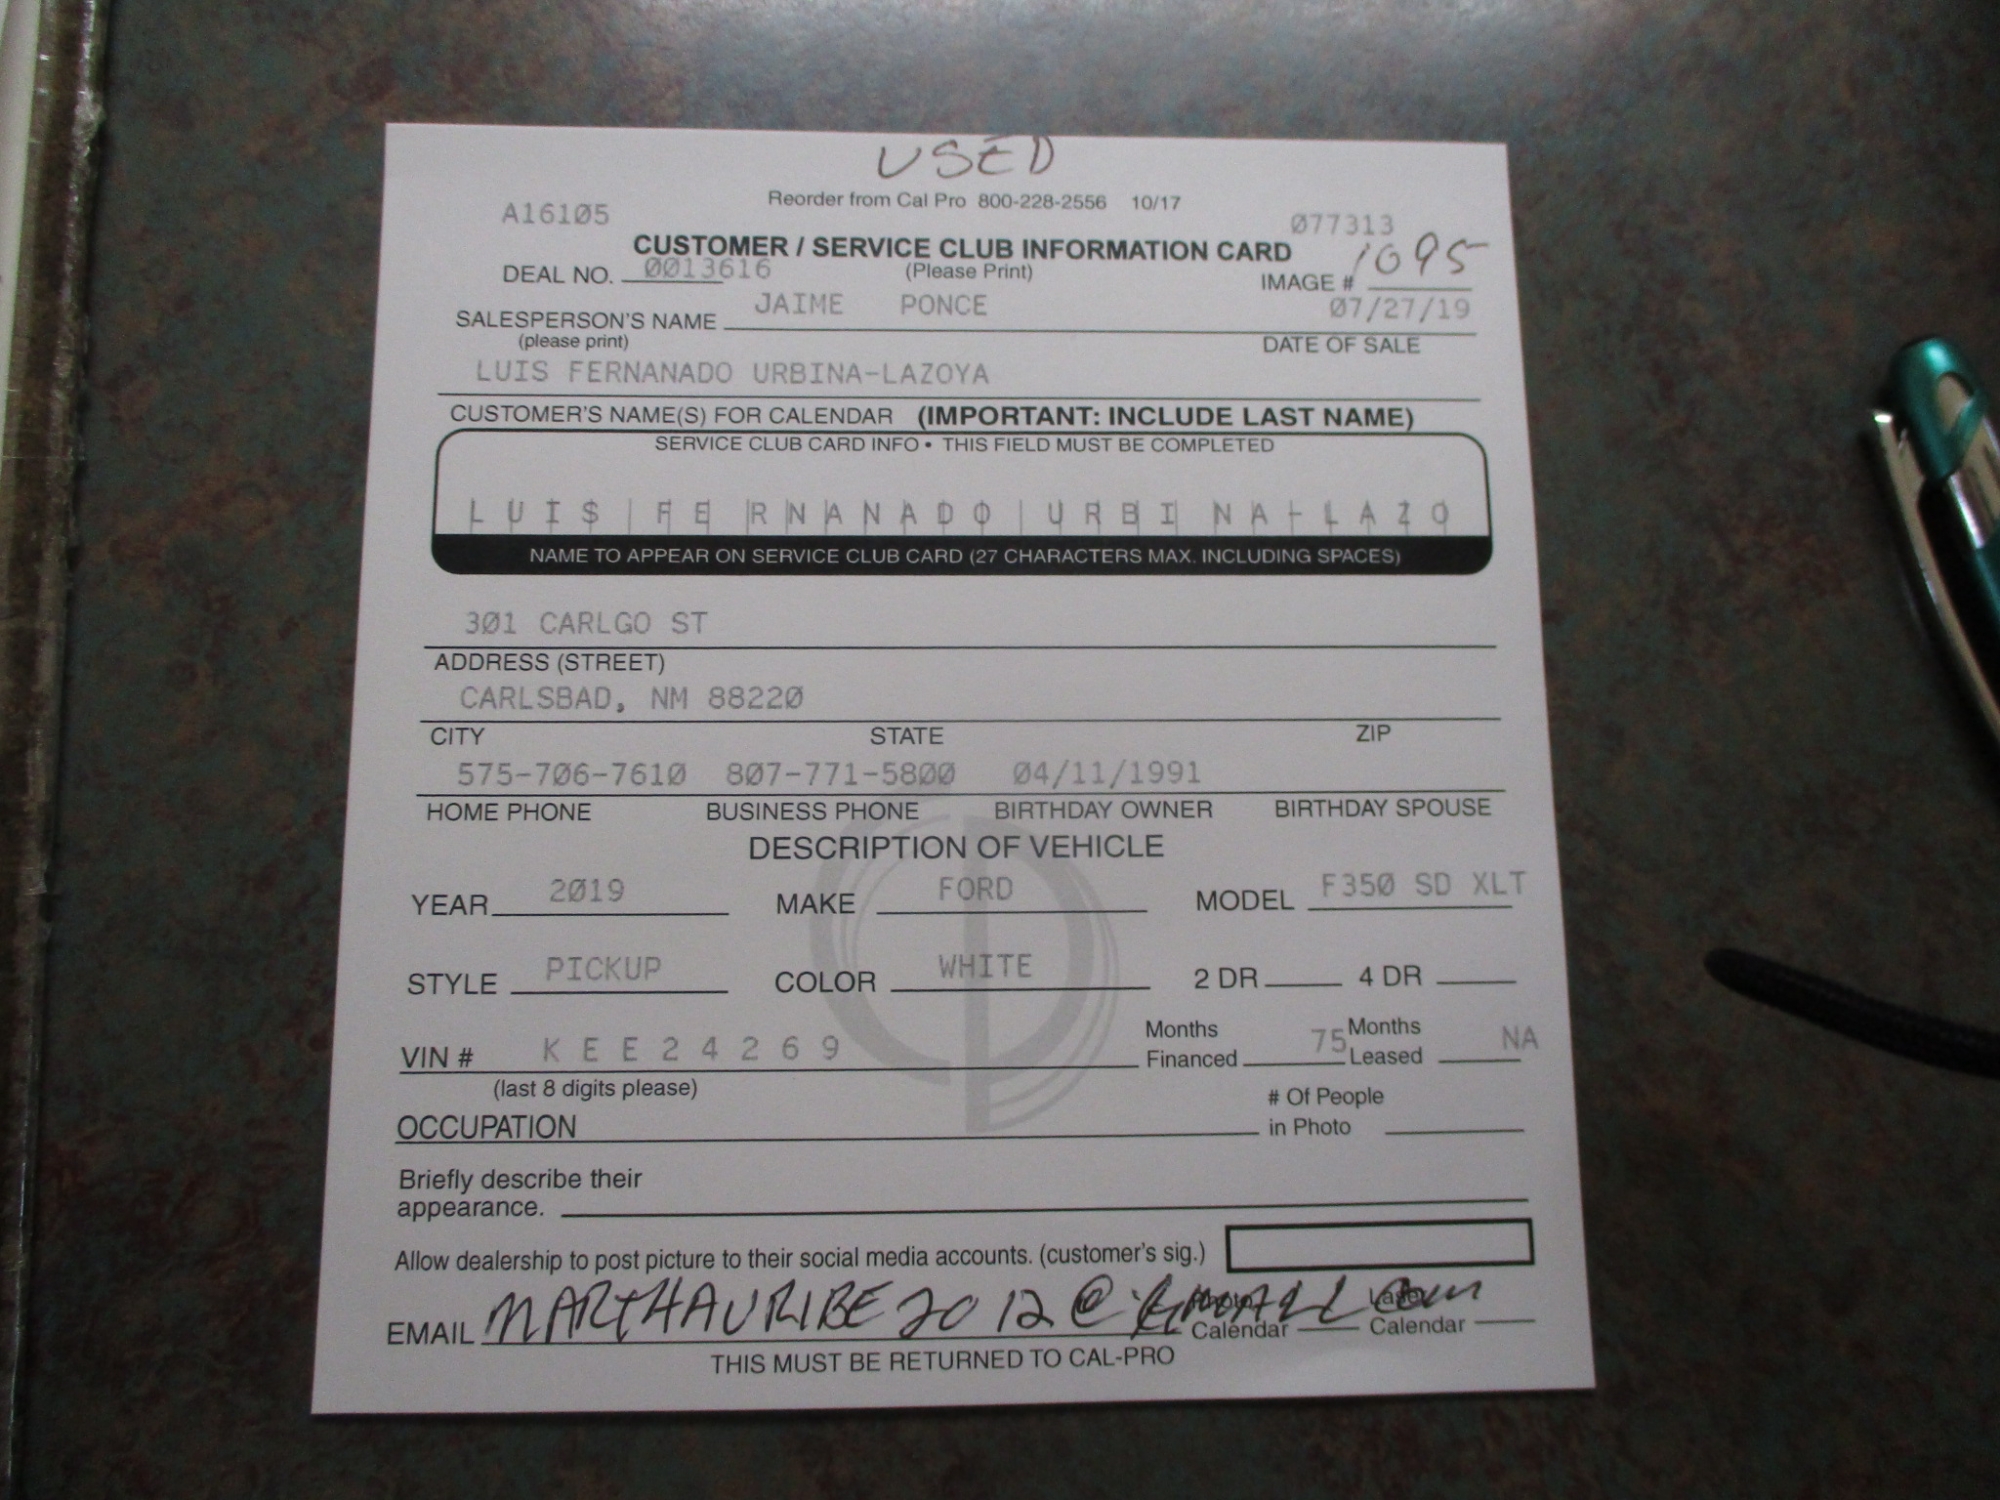 USED
Reorder from Cal Pro 800-228-2556 10/17
A16105 077313
CUSTOMER / SERVICE CLUB INFORMATION CARD
DEAL NO. 0013616 (Please Print) IMAGE # 1095
SALESPERSON'S NAME JAIME PONCE 07/27/19
(please print) DATE OF SALE
LUIS FERNANADO URBINA-LAZOYA
CUSTOMER'S NAME(S) FOR CALENDAR (IMPORTANT: INCLUDE LAST NAME)
SERVICE CLUB CARD INFO • THIS FIELD MUST BE COMPLETED
LUIS FERNANADO URBINA-LAZO
NAME TO APPEAR ON SERVICE CLUB CARD (27 CHARACTERS MAX. INCLUDING SPACES)
301 CARLGO ST
ADDRESS (STREET)
CARLSBAD, NM 88220
CITY STATE ZIP
575-706-7610 807-771-5800 04/11/1991
HOME PHONE BUSINESS PHONE BIRTHDAY OWNER BIRTHDAY SPOUSE
DESCRIPTION OF VEHICLE
YEAR 2019 MAKE FORD MODEL F350 SD XLT
STYLE PICKUP COLOR WHITE 2 DR 4 DR
VIN # KEE24269 Months Financed 75 Months Leased NA
(last 8 digits please)
OCCUPATION # Of People in Photo
Briefly describe their
appearance.
Allow dealership to post picture to their social media accounts. (customer's sig.)
EMAIL MARTHAURIBE2012@GMAIL.com Photo Calendar Laser Calendar
THIS MUST BE RETURNED TO CAL-PRO